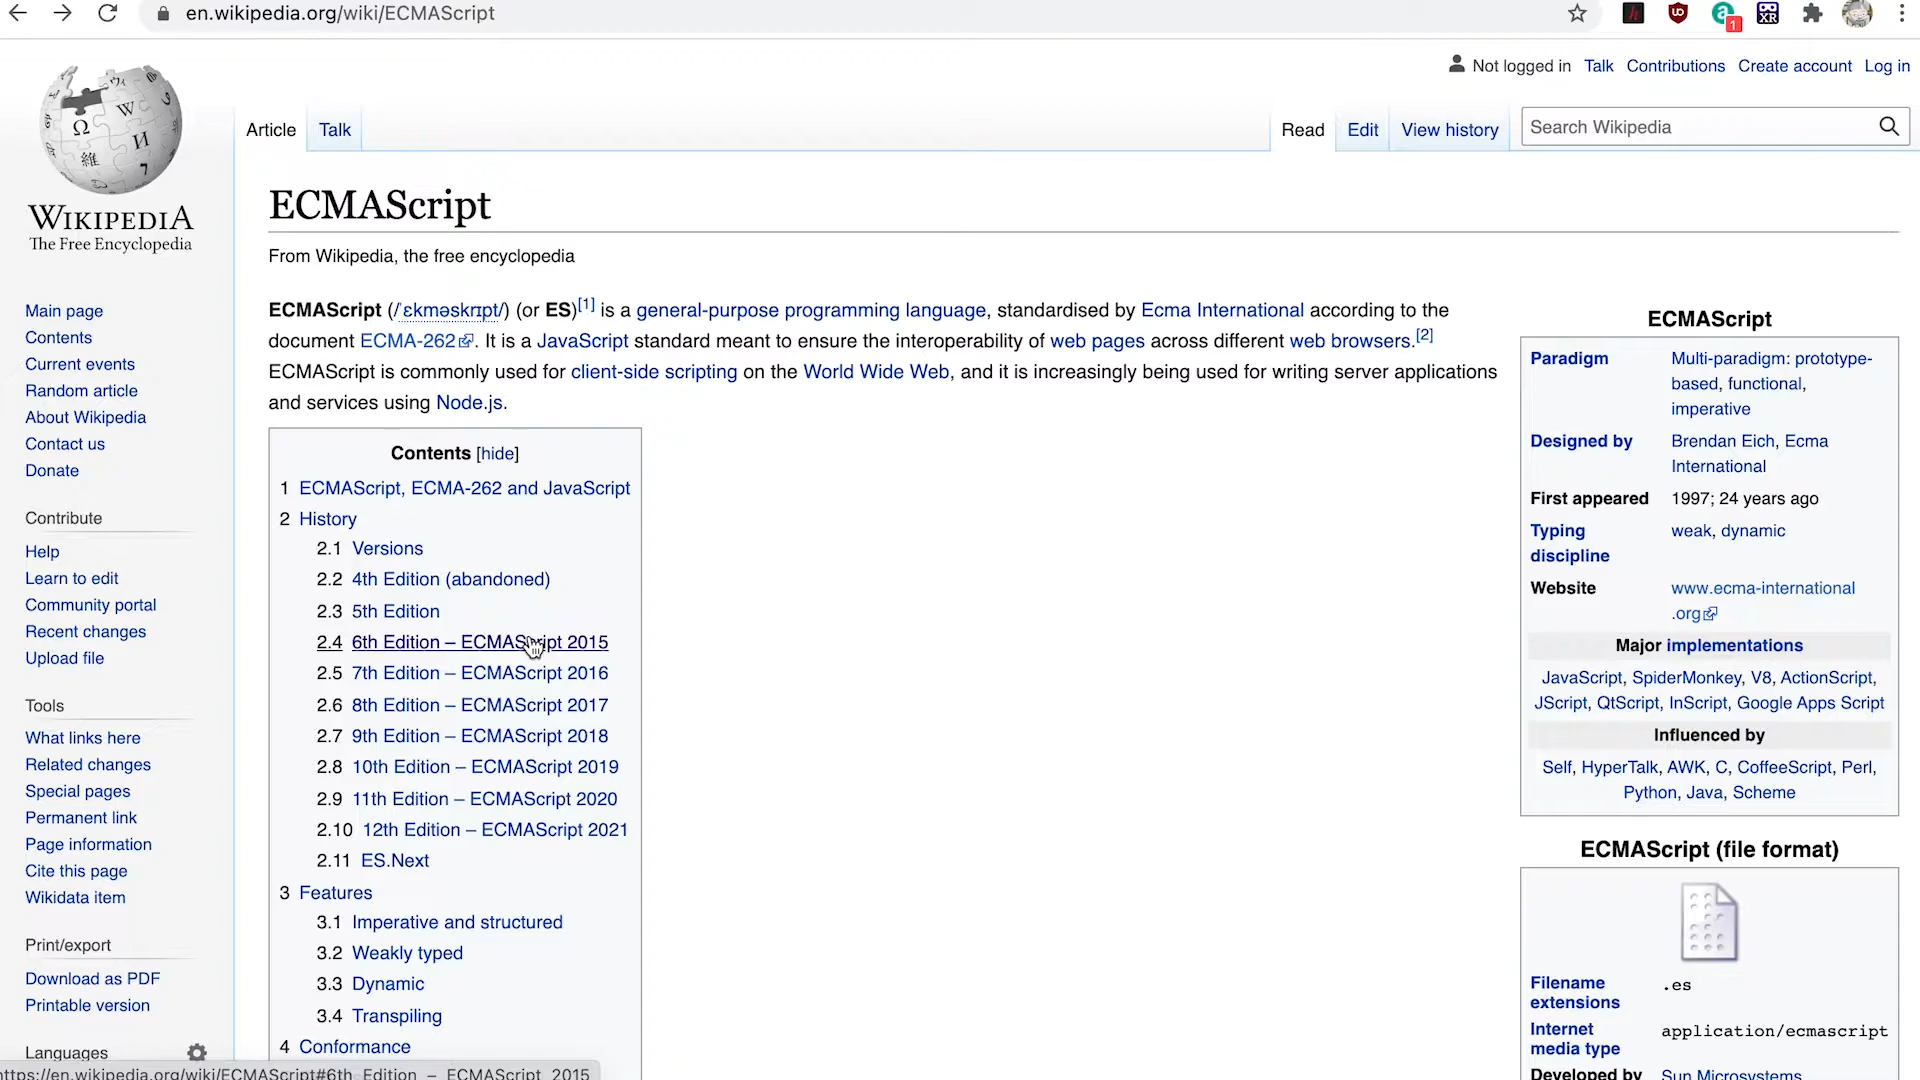 en.wikipedia.org/wiki/ECMAScript
Not logged in Talk Contributions Create account Log in
Article Talk Read Edit View history Search Wikipedia
WIKIPEDIA
The Free Encyclopedia
Main page
Contents
Current events
Random article
About Wikipedia
Contact us
Donate
Contribute
Help
Learn to edit
Community portal
Recent changes
Upload file
Tools
What links here
Related changes
Special pages
Permanent link
Page information
Cite this page
Wikidata item
Print/export
Download as PDF
Printable version
Languages
ECMAScript
From Wikipedia, the free encyclopedia
ECMAScript (/ˈɛkməskrɪpt/) (or ES)[1] is a general-purpose programming language, standardised by Ecma International according to the
document ECMA-262. It is a JavaScript standard meant to ensure the interoperability of web pages across different web browsers.[2]
ECMAScript is commonly used for client-side scripting on the World Wide Web, and it is increasingly being used for writing server applications
and services using Node.js.
Contents [hide]
1 ECMAScript, ECMA-262 and JavaScript
2 History
2.1 Versions
2.2 4th Edition (abandoned)
2.3 5th Edition
2.4 6th Edition – ECMAScript 2015
2.5 7th Edition – ECMAScript 2016
2.6 8th Edition – ECMAScript 2017
2.7 9th Edition – ECMAScript 2018
2.8 10th Edition – ECMAScript 2019
2.9 11th Edition – ECMAScript 2020
2.10 12th Edition – ECMAScript 2021
2.11 ES.Next
3 Features
3.1 Imperative and structured
3.2 Weakly typed
3.3 Dynamic
3.4 Transpiling
4 Conformance
ECMAScript
Paradigm Multi-paradigm: prototype-
based, functional,
imperative
Designed by Brendan Eich, Ecma
International
First appeared 1997; 24 years ago
Typing weak, dynamic
discipline
Website www.ecma-international
.org
Major implementations
JavaScript, SpiderMonkey, V8, ActionScript,
JScript, QtScript, InScript, Google Apps Script
Influenced by
Self, HyperTalk, AWK, C, CoffeeScript, Perl,
Python, Java, Scheme
ECMAScript (file format)
Filename .es
extensions
Internet application/ecmascript
media type
Developed by Sun Microsystems
https://en.wikipedia.org/wiki/ECMAScript#6th_Edition_–_ECMAScript_2015